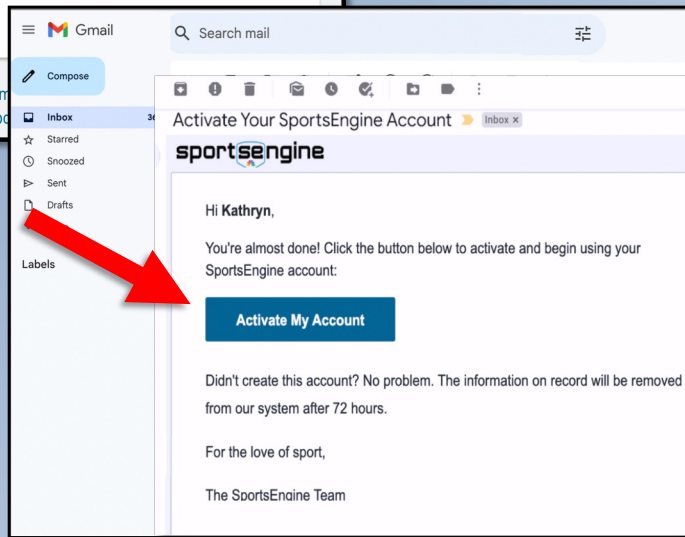 Gmail
Search mail
Compose
Inbox
Starred
Snoozed
Sent
Drafts
Labels
Activate Your SportsEngine Account
Inbox x
sportsengine
Hi Kathryn,
You're almost done! Click the button below to activate and begin using your
SportsEngine account:
Activate My Account
Didn't create this account? No problem. The information on record will be removed
from our system after 72 hours.
For the love of sport,
The SportsEngine Team